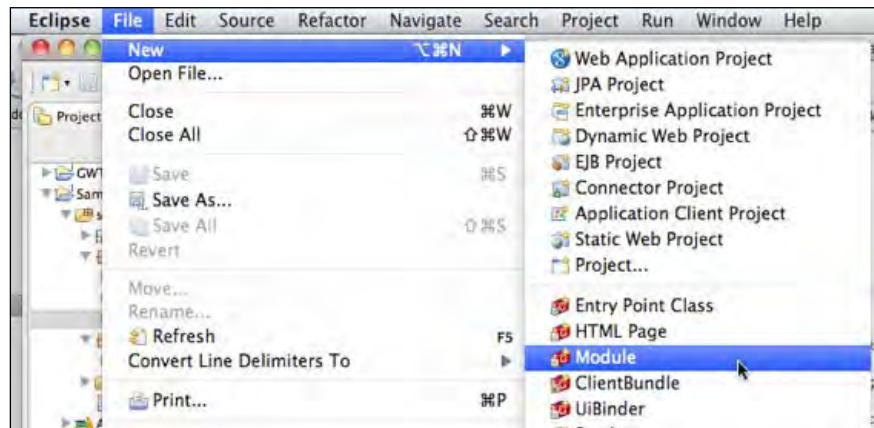 Eclipse File Edit Source Refactor Navigate Search Project Run Window Help
New ⌥⌘N ▶
Open File...
Close ⌘W
Close All ⇧⌘W
Save ⌘S
Save As...
Save All ⇧⌘S
Revert
Move...
Rename...
Refresh F5
Convert Line Delimiters To ▶
Print... ⌘P
Web Application Project
JPA Project
Enterprise Application Project
Dynamic Web Project
EJB Project
Connector Project
Application Client Project
Static Web Project
Project...
Entry Point Class
HTML Page
Module
ClientBundle
UiBinder
Project
GWT
Sam